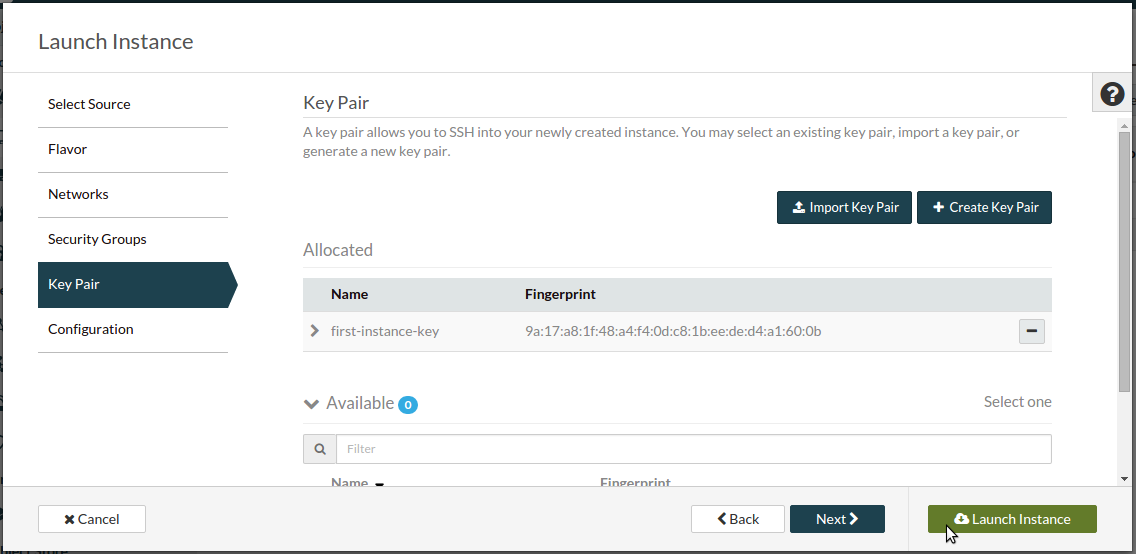 Launch Instance
Select Source
Flavor
Networks
Security Groups
Key Pair
Configuration
?
Key Pair
A key pair allows you to SSH into your newly created instance. You may select an existing key pair, import a key pair, or
generate a new key pair.
Import Key Pair
Create Key Pair
Allocated
Name Fingerprint
first-instance-key 9a:17:a8:1f:48:a4:f4:0d:c8:1b:ee:de:d4:a1:60:0b
Available 0 Select one
Filter
Name Fingerprint
Cancel Back Next Launch Instance